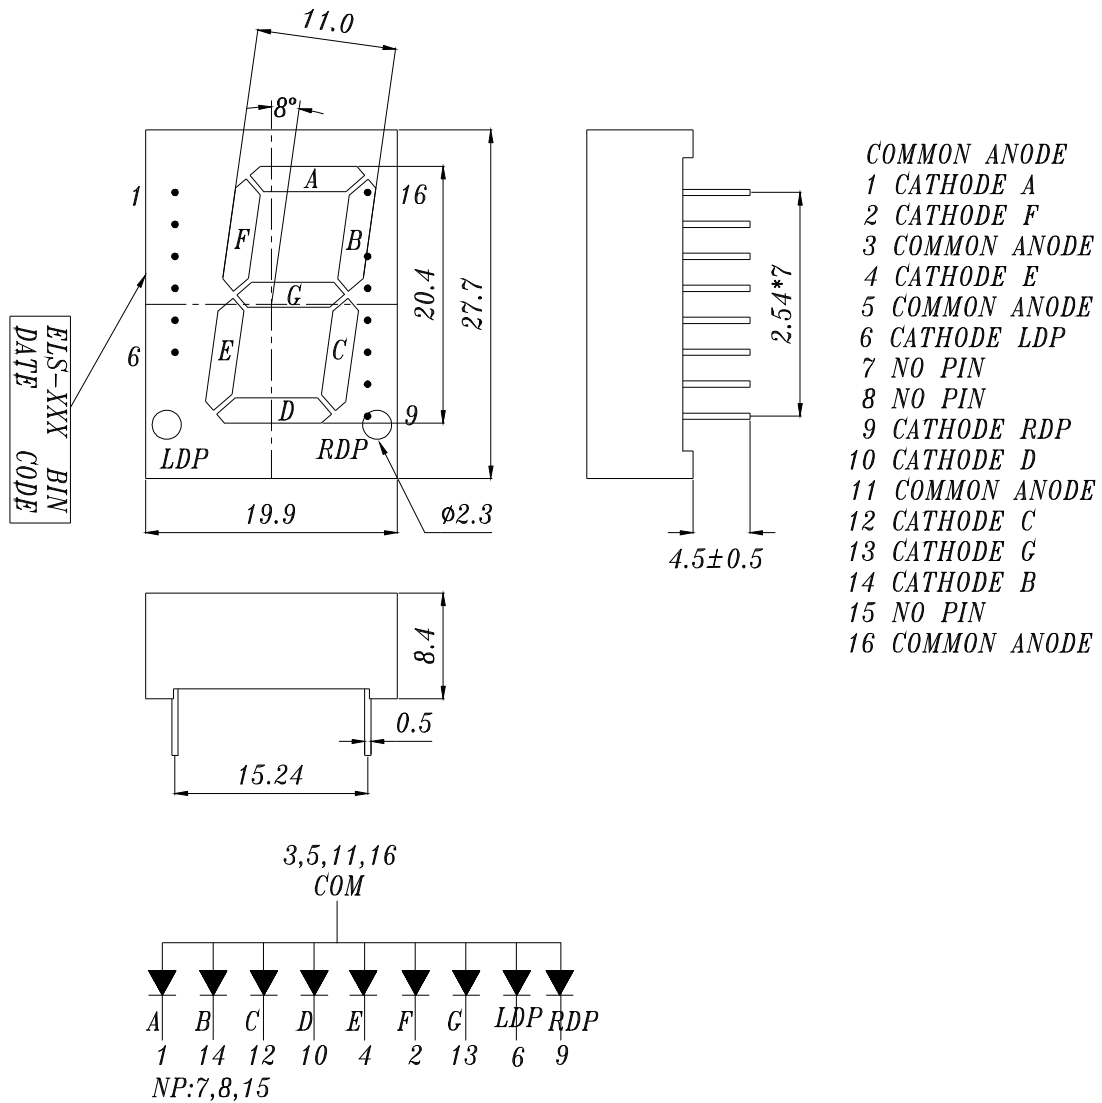 11.0
8°
1
16
A
F
B
G
E
C
D
6
9
LDP
RDP
20.4
27.7
ELS-XXX BIN
DATE CODE
19.9
ø2.3
2.54*7
4.5±0.5
COMMON ANODE
1 CATHODE A
2 CATHODE F
3 COMMON ANODE
4 CATHODE E
5 COMMON ANODE
6 CATHODE LDP
7 NO PIN
8 NO PIN
9 CATHODE RDP
10 CATHODE D
11 COMMON ANODE
12 CATHODE C
13 CATHODE G
14 CATHODE B
15 NO PIN
16 COMMON ANODE
8.4
0.5
15.24
3,5,11,16
COM
A B C D E F G LDP RDP
1 14 12 10 4 2 13 6 9
NP:7,8,15